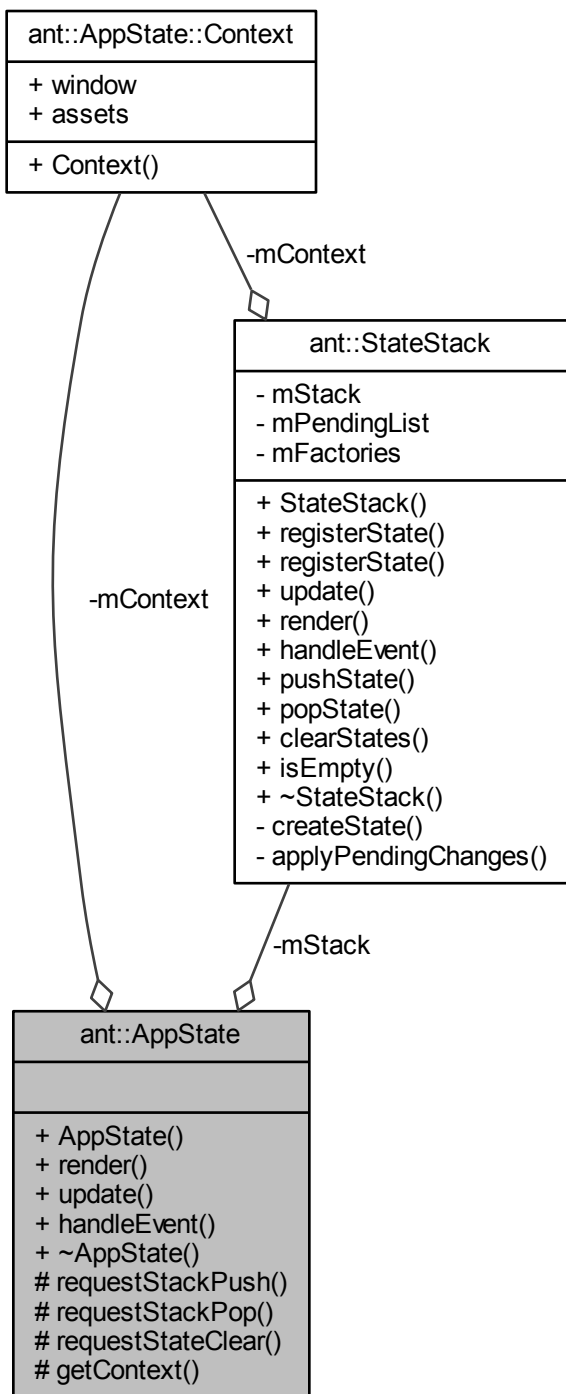 ant::AppState::Context
+ window
+ assets
+ Context()
-mContext
ant::StateStack
- mStack
- mPendingList
- mFactories
+ StateStack()
+ registerState()
+ registerState()
+ update()
+ render()
+ handleEvent()
+ pushState()
+ popState()
+ clearStates()
+ isEmpty()
+ ~StateStack()
- createState()
- applyPendingChanges()
-mContext
-mStack
ant::AppState
+ AppState()
+ render()
+ update()
+ handleEvent()
+ ~AppState()
# requestStackPush()
# requestStackPop()
# requestStateClear()
# getContext()